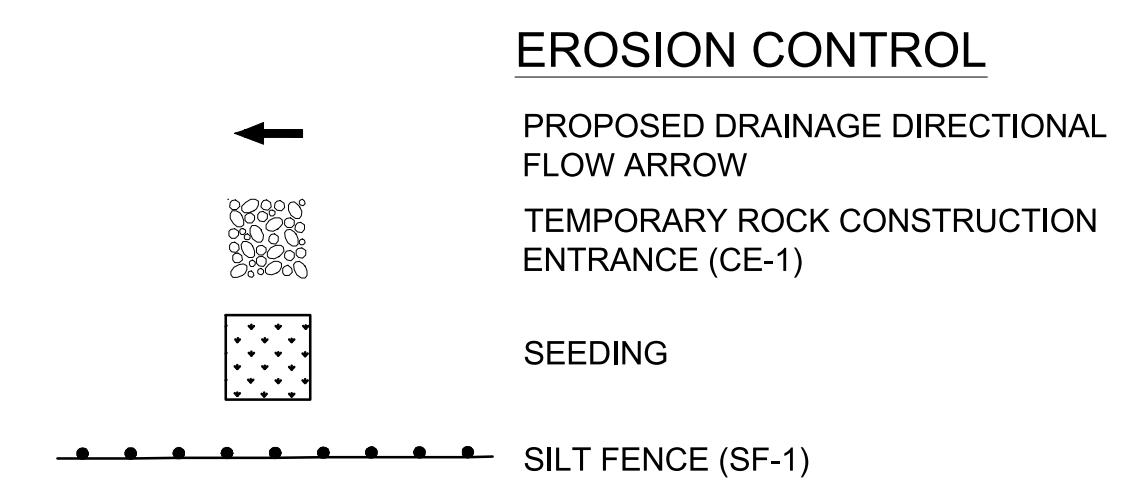 EROSION CONTROL
PROPOSED DRAINAGE DIRECTIONAL
FLOW ARROW
TEMPORARY ROCK CONSTRUCTION
ENTRANCE (CE-1)
SEEDING
SILT FENCE (SF-1)